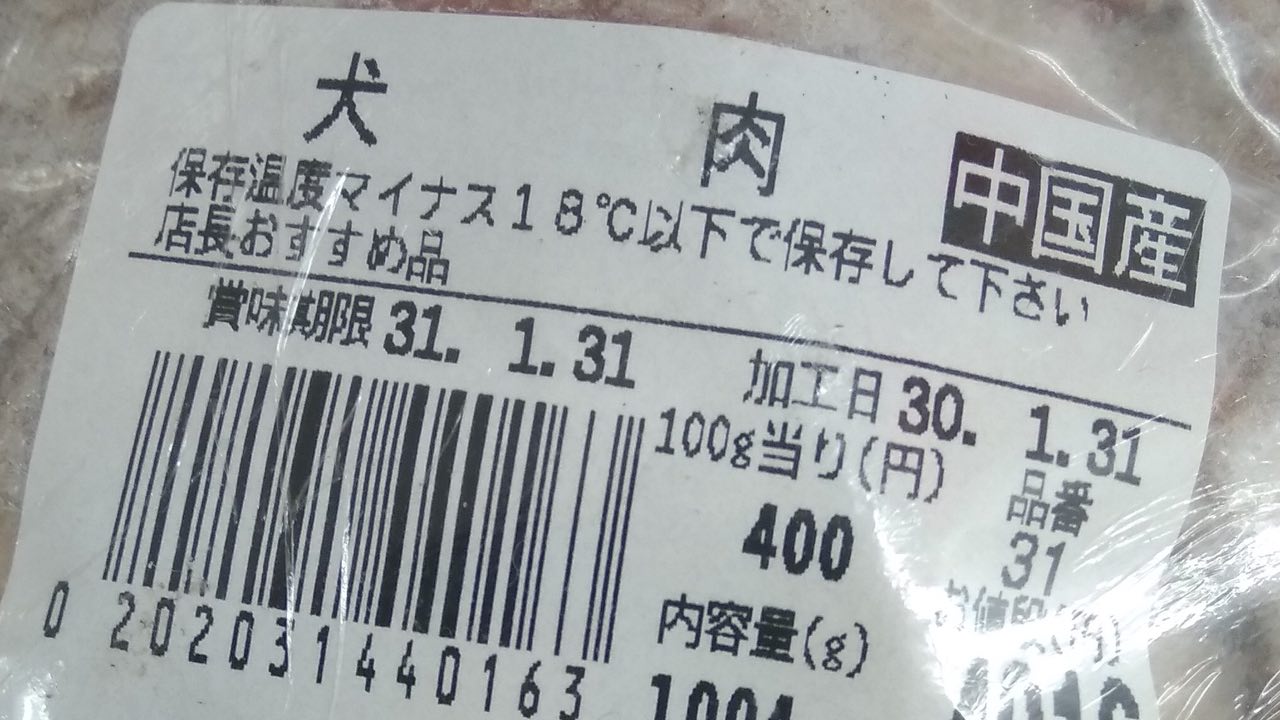 犬 肉
中国産
保存温度マイナス18℃以下で保存して下さい
店長おすすめ品
賞味期限 31. 1.31
加工日 30. 1.31
100g当り(円)
400
品番
31
内容量(g)
0 202031440163